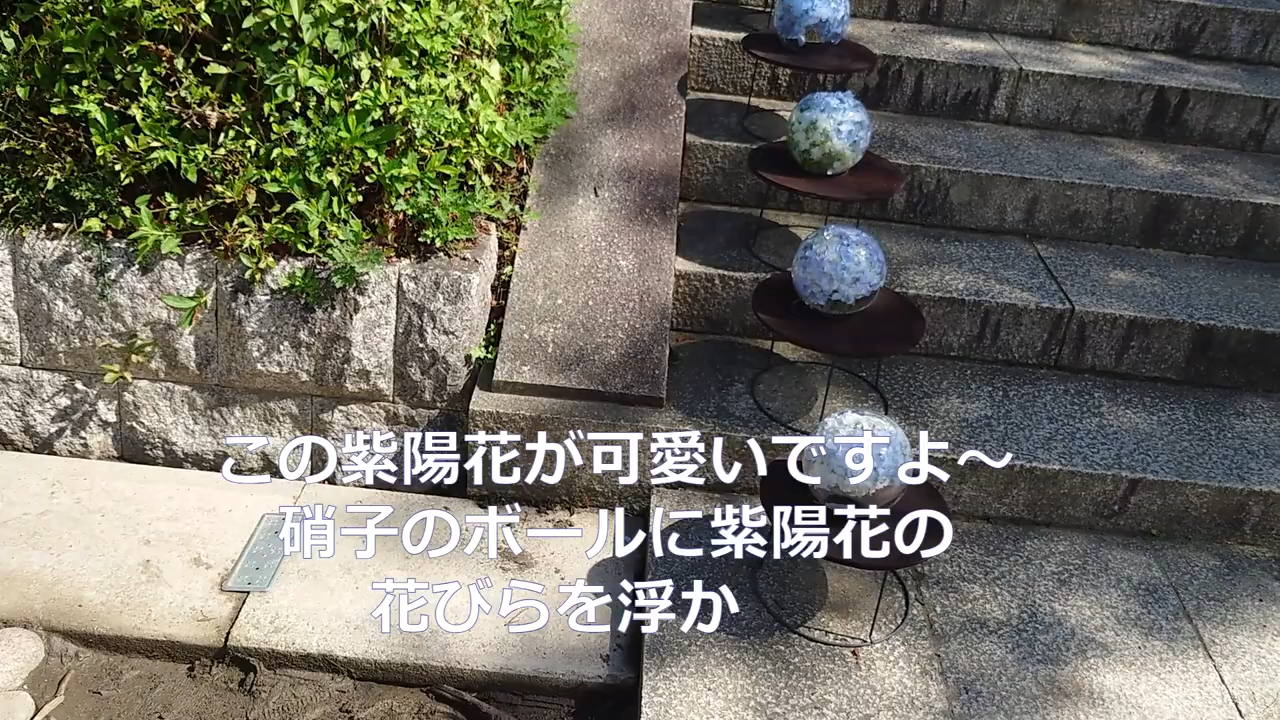 この紫陽花が可愛いですよ〜
硝子のボールに紫陽花の
花びらを浮か